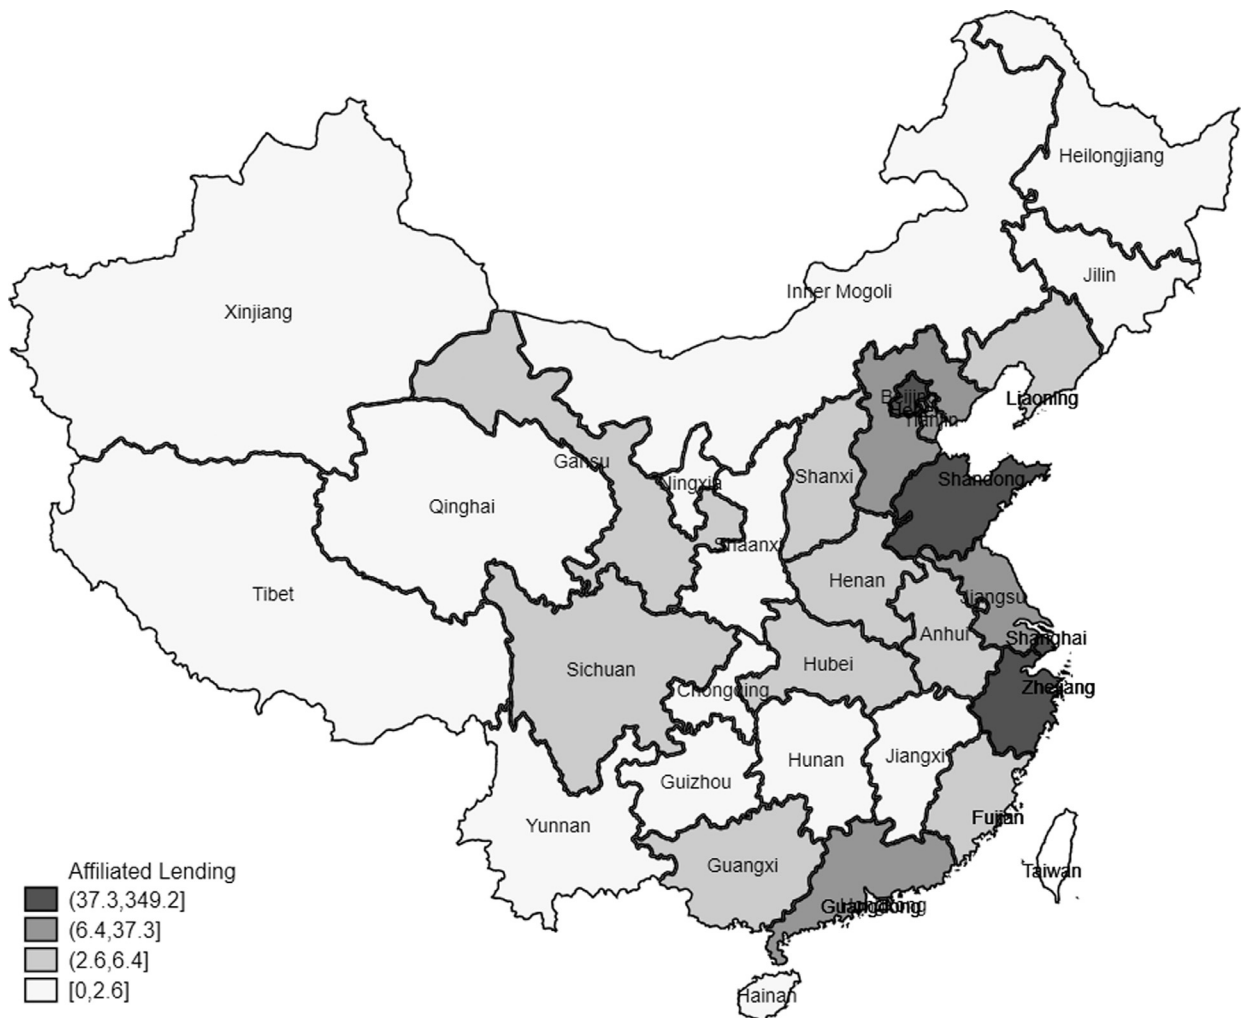 Heilongjiang
Jilin
Inner Mogoli
Xinjiang
Beijin
Tianjin
Liaoning
Gansu
Ningxia
Shanxi
Shandong
Qinghai
Shaanxi
Henan
Tibet
Jiangsu
Anhui
Shanghai
Sichuan
Hubei
Chongqing
Zhejiang
Jiangxi
Hunan
Guizhou
Fujian
Yunnan
Guangxi
Taiwan
Guangdong
Hainan
Affiliated Lending
(37.3,349.2]
(6.4,37.3]
(2.6,6.4]
[0,2.6]